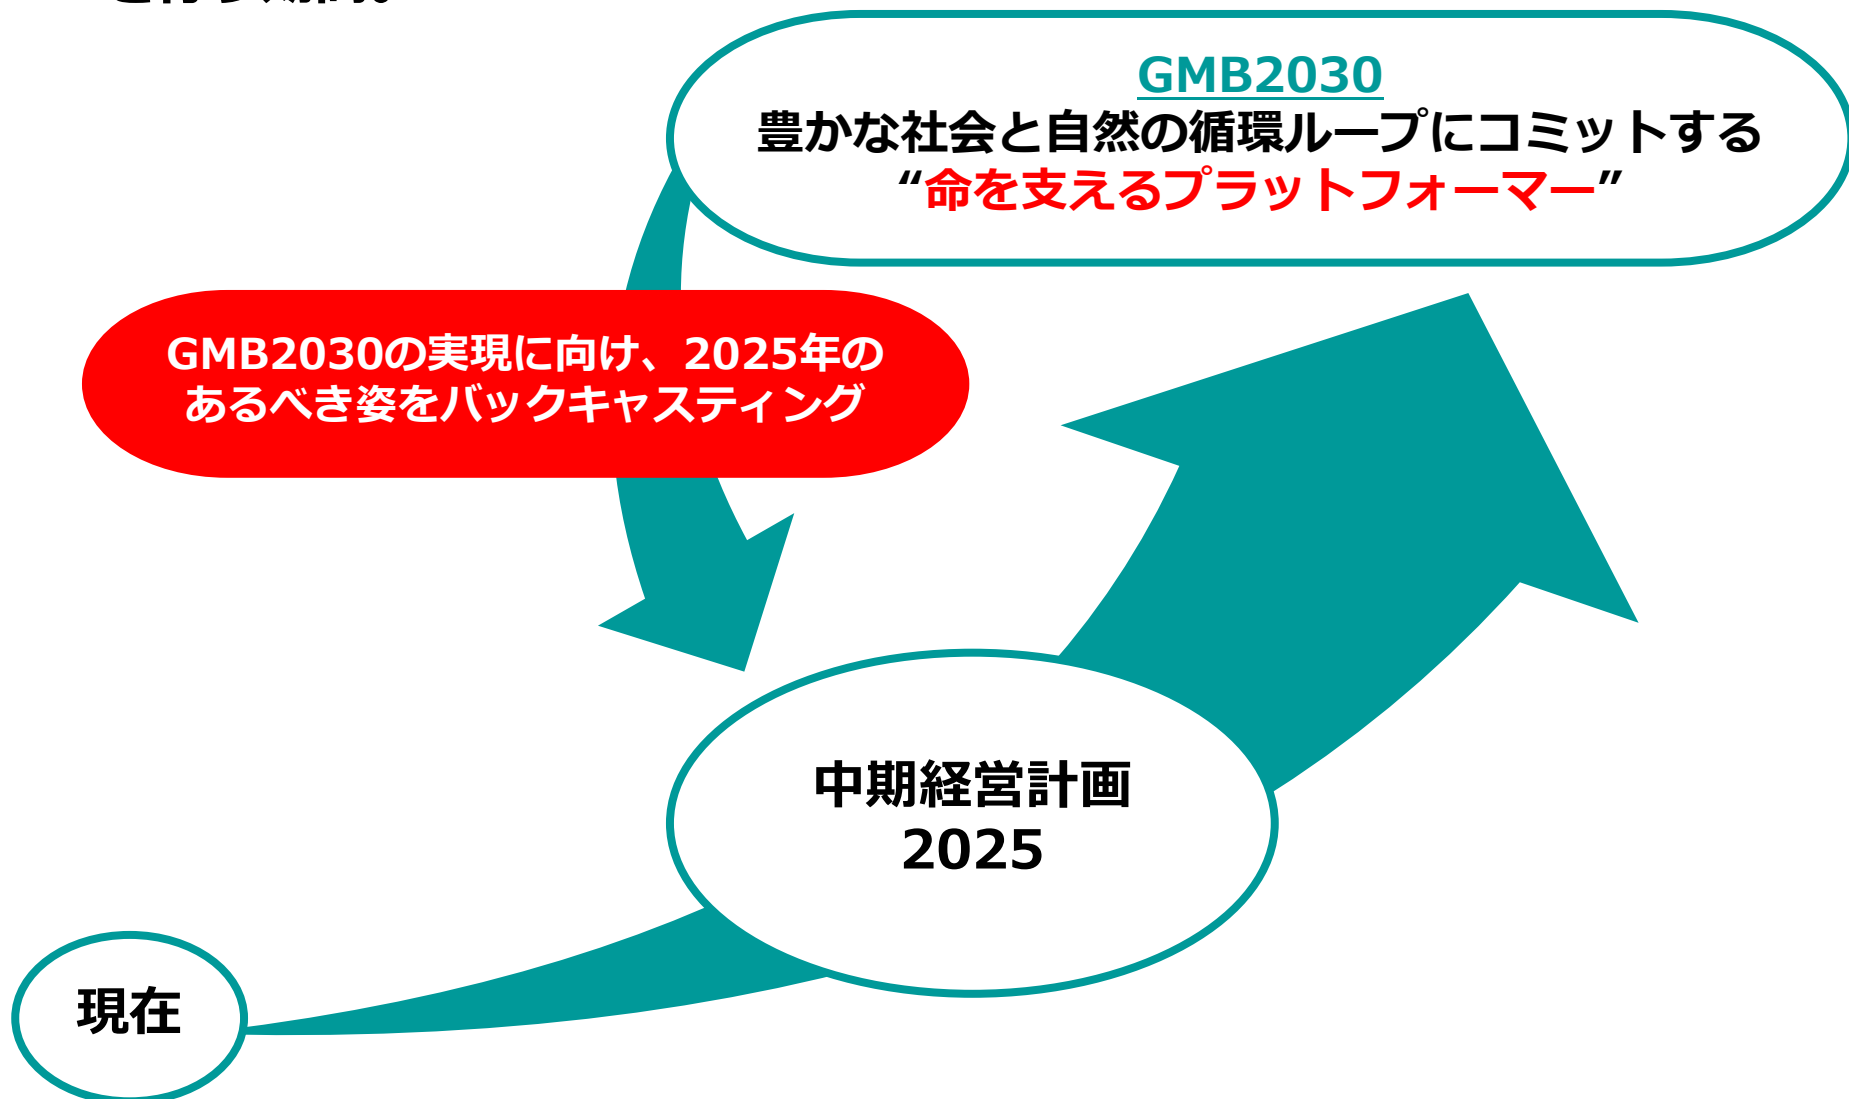 GMB2030
豊かな社会と自然の循環ループにコミットする
“命を支えるプラットフォーマー”
GMB2030の実現に向け、2025年の
あるべき姿をバックキャスティング
中期経営計画
2025
現在